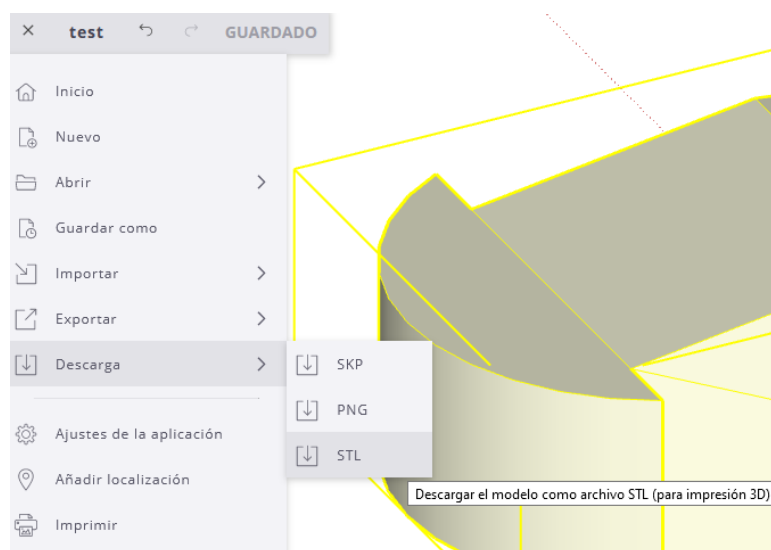 test GUARDADO
Inicio
Nuevo
Abrir
Guardar como
Importar
Exportar
Descarga
SKP
PNG
STL
Descargar el modelo como archivo STL (para impresión 3D)
Ajustes de la aplicación
Añadir localización
Imprimir